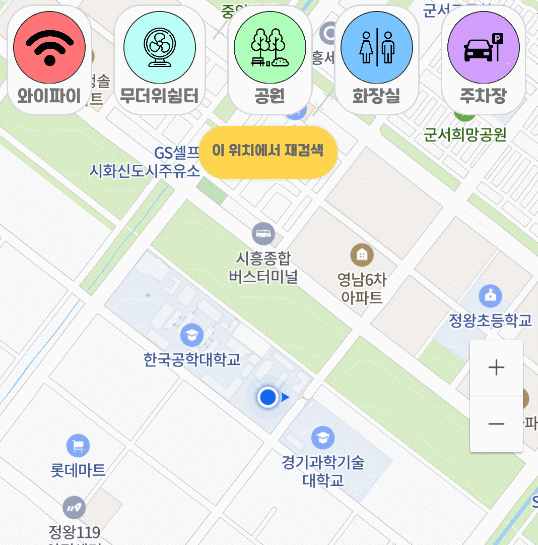 중앙
군서
와이파이
무더위쉼터
공원
화장실
주차장
P
흥세
청솔
트
군서희망공원
이 위치에서 재검색
GS셀프
시화신도시주유소
시흥종합
버스터미널
영남6차
아파트
정왕초등학교
한국공학대학교
+
−
경기과학기술
대학교
롯데마트
정왕119